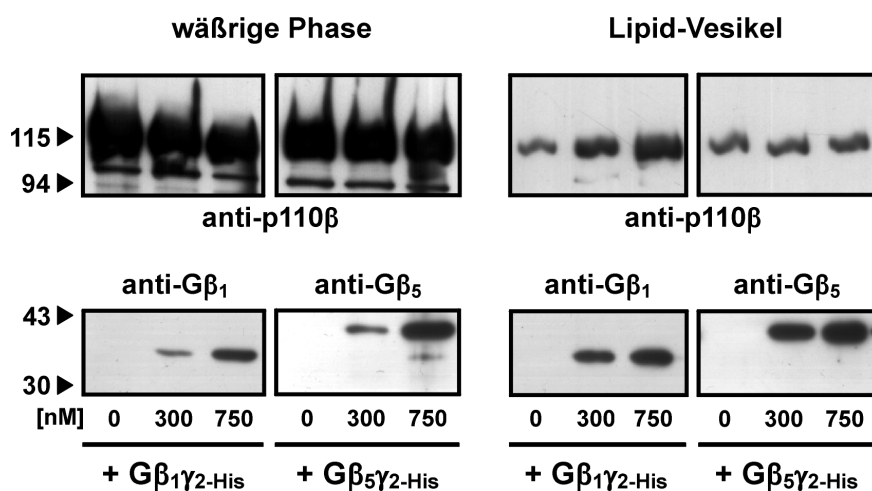 wäßrige Phase Lipid-Vesikel
115
94
anti-p110β anti-p110β
anti-Gβ1 anti-Gβ5 anti-Gβ1 anti-Gβ5
43
30
[nM] 0 300 750 0 300 750 0 300 750 0 300 750
+ Gβ1γ2-His + Gβ5γ2-His + Gβ1γ2-His + Gβ5γ2-His